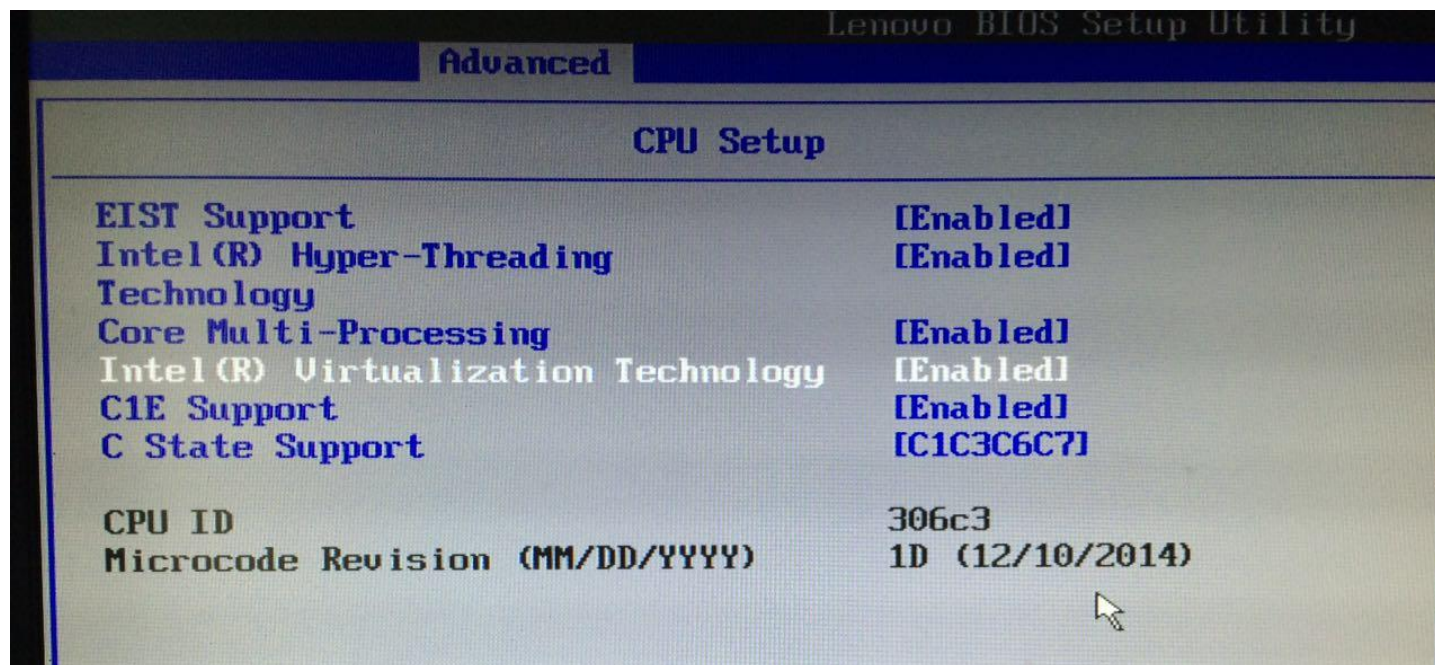 Lenovo BIOS Setup Utility
Advanced
CPU Setup
EIST Support [Enabled]
Intel(R) Hyper-Threading [Enabled]
Technology
Core Multi-Processing [Enabled]
Intel(R) Virtualization Technology [Enabled]
C1E Support [Enabled]
C State Support [C1C3C6C7]
CPU ID 306c3
Microcode Revision (MM/DD/YYYY) 1D (12/10/2014)